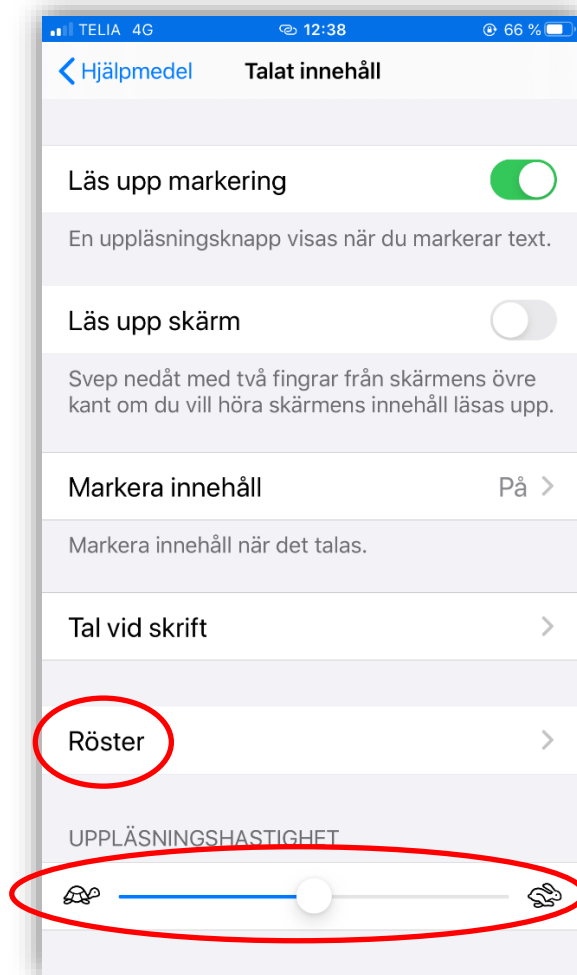 TELIA 4G 12:38 66 %
Hjälpmedel Talat innehåll
Läs upp markering
En uppläsningsknapp visas när du markerar text.
Läs upp skärm
Svep nedåt med två fingrar från skärmens övre
kant om du vill höra skärmens innehåll läsas upp.
Markera innehåll På
Markera innehåll när det talas.
Tal vid skrift
Röster
UPPLÄSNINGSHASTIGHET